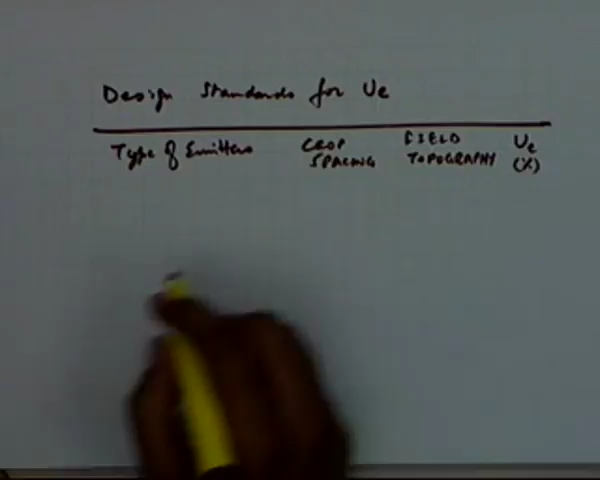 Design Standards for Ue
Type of Emitters CROP SPACING FIELD TOPOGRAPHY Ue (%)